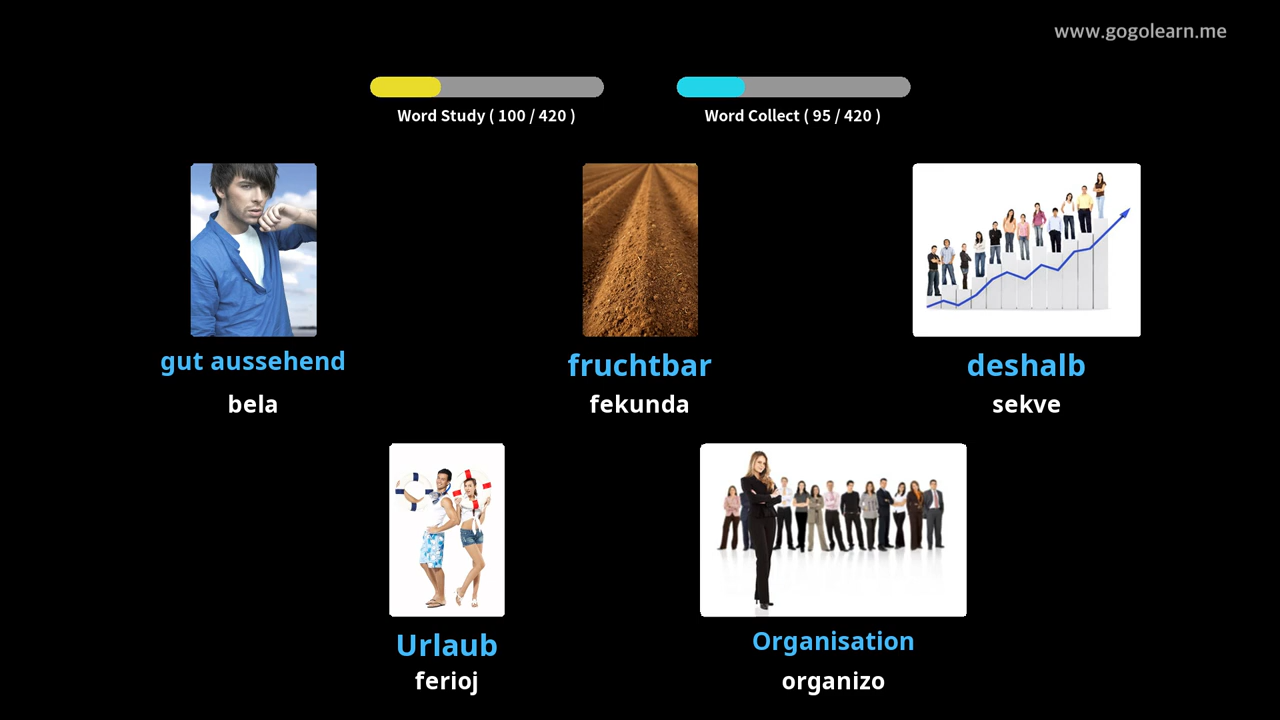 www.gogolearn.me
Word Study ( 100 / 420 )
Word Collect ( 95 / 420 )
gut aussehend
bela
fruchtbar
fekunda
deshalb
sekve
Urlaub
ferioj
Organisation
organizo